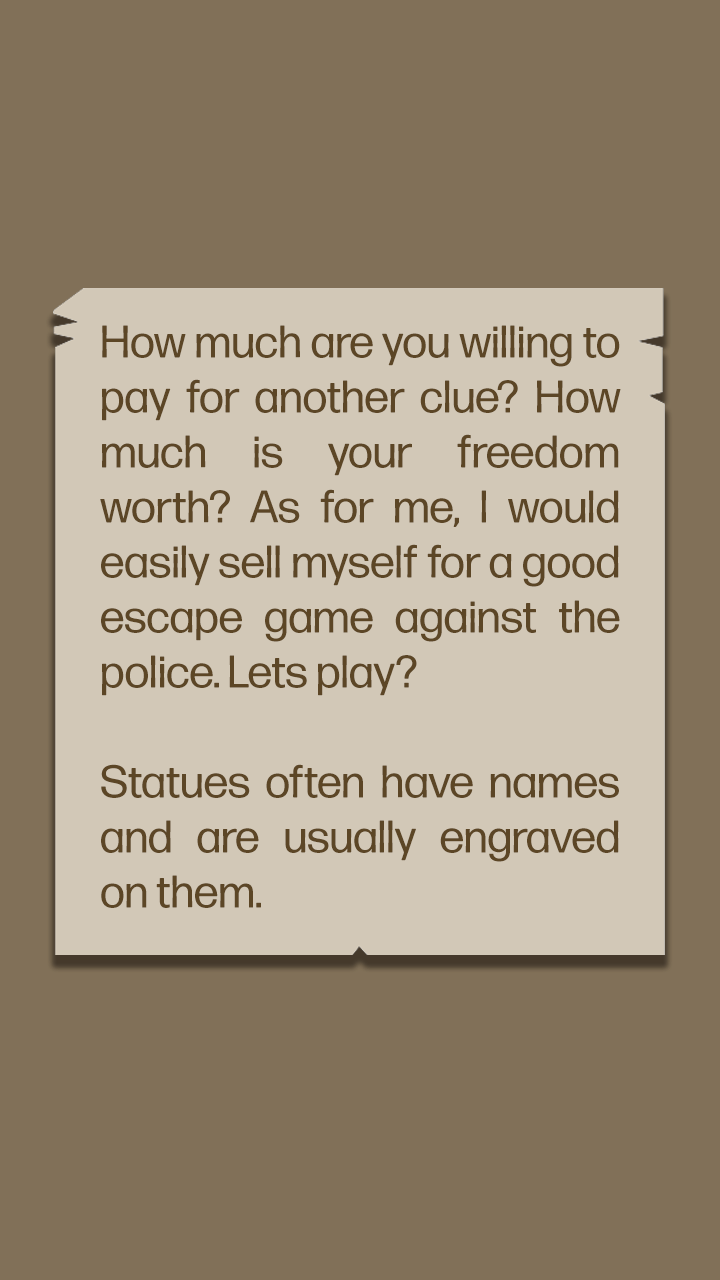 How much are you willing to
pay for another clue? How
much is your freedom
worth? As for me, I would
easily sell myself for a good
escape game against the
police. Lets play?
Statues often have names
and are usually engraved
on them.